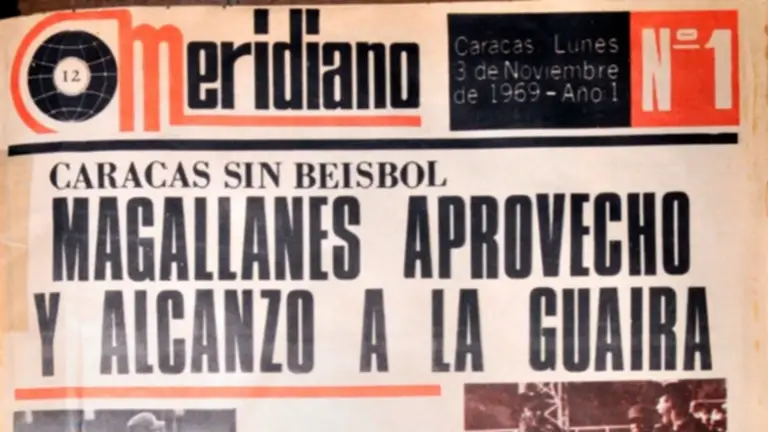 12
Meridiano
Caracas Lunes
3 de Noviembre
de 1969 - Año 1
Nº 1
CARACAS SIN BEISBOL
MAGALLANES APROVECHO
Y ALCANZO A LA GUAIRA